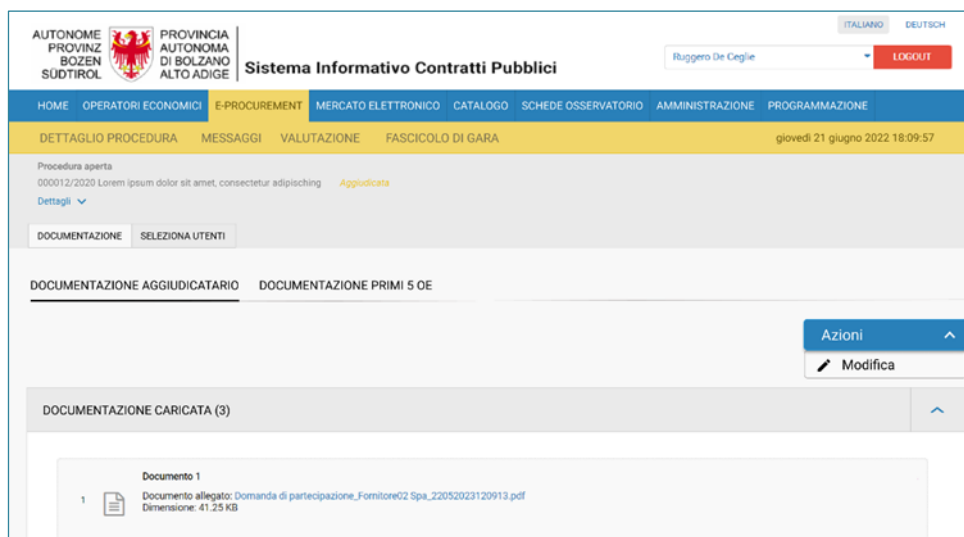 ITALIANO DEUTSCH
AUTONOME PROVINZ BOZEN SÜDTIROL
PROVINCIA AUTONOMA DI BOLZANO ALTO ADIGE
Sistema Informativo Contratti Pubblici
Ruggero De Ceglie
LOGOUT
HOME OPERATORI ECONOMICI E-PROCUREMENT MERCATO ELETTRONICO CATALOGO SCHEDE OSSERVATORIO AMMINISTRAZIONE PROGRAMMAZIONE
DETTAGLIO PROCEDURA MESSAGGI VALUTAZIONE FASCICOLO DI GARA giovedì 21 giugno 2022 18:09:57
Procedura aperta
000012/2020 Lorem ipsum dolor sit amet, consectetur adipisching Aggiudicata
Dettagli
DOCUMENTAZIONE SELEZIONA UTENTI
DOCUMENTAZIONE AGGIUDICATARIO DOCUMENTAZIONE PRIMI 5 OE
Azioni
Modifica
DOCUMENTAZIONE CARICATA (3)
Documento 1
1 Documento allegato: Domanda di partecipazione_Fornitore02 Spa_22052023120913.pdf
Dimensione: 41.25 KB